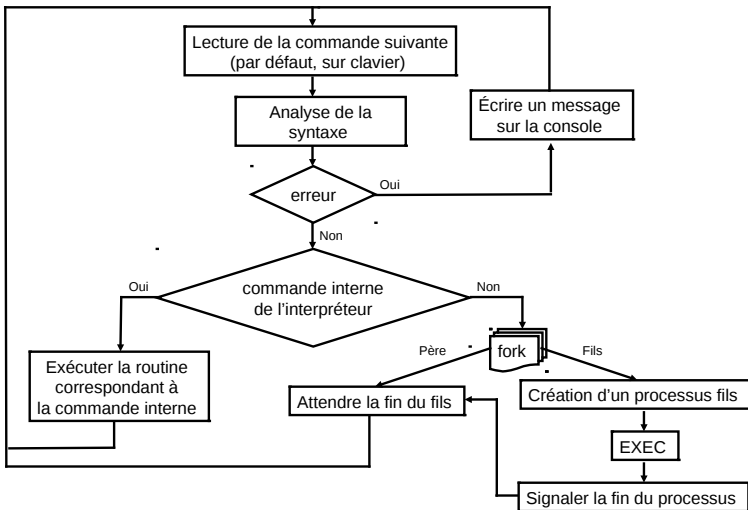 Lecture de la commande suivante
(par défaut, sur clavier)
Analyse de la
syntaxe
Écrire un message
sur la console
erreur
Oui
Non
commande interne
de l'interpréteur
Oui
Non
fork
Père
Fils
Exécuter la routine
correspondant à
la commande interne
Attendre la fin du fils
Création d'un processus fils
EXEC
Signaler la fin du processus